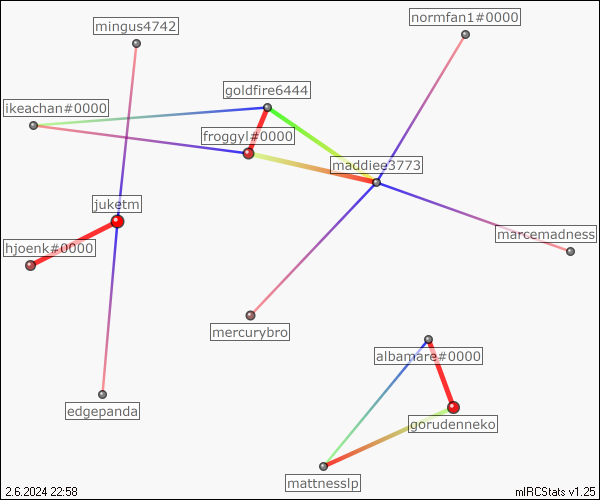 normfan1#0000
mingus4742
goldfire6444
ikeachan#0000
froggyl#0000
maddiee3773
juketm
marcemadness
hjoenk#0000
mercurybro
albamare#0000
edgepanda
gorudenneko
mattnesslp
2.6.2024 22:58
mIRCStats v1.25